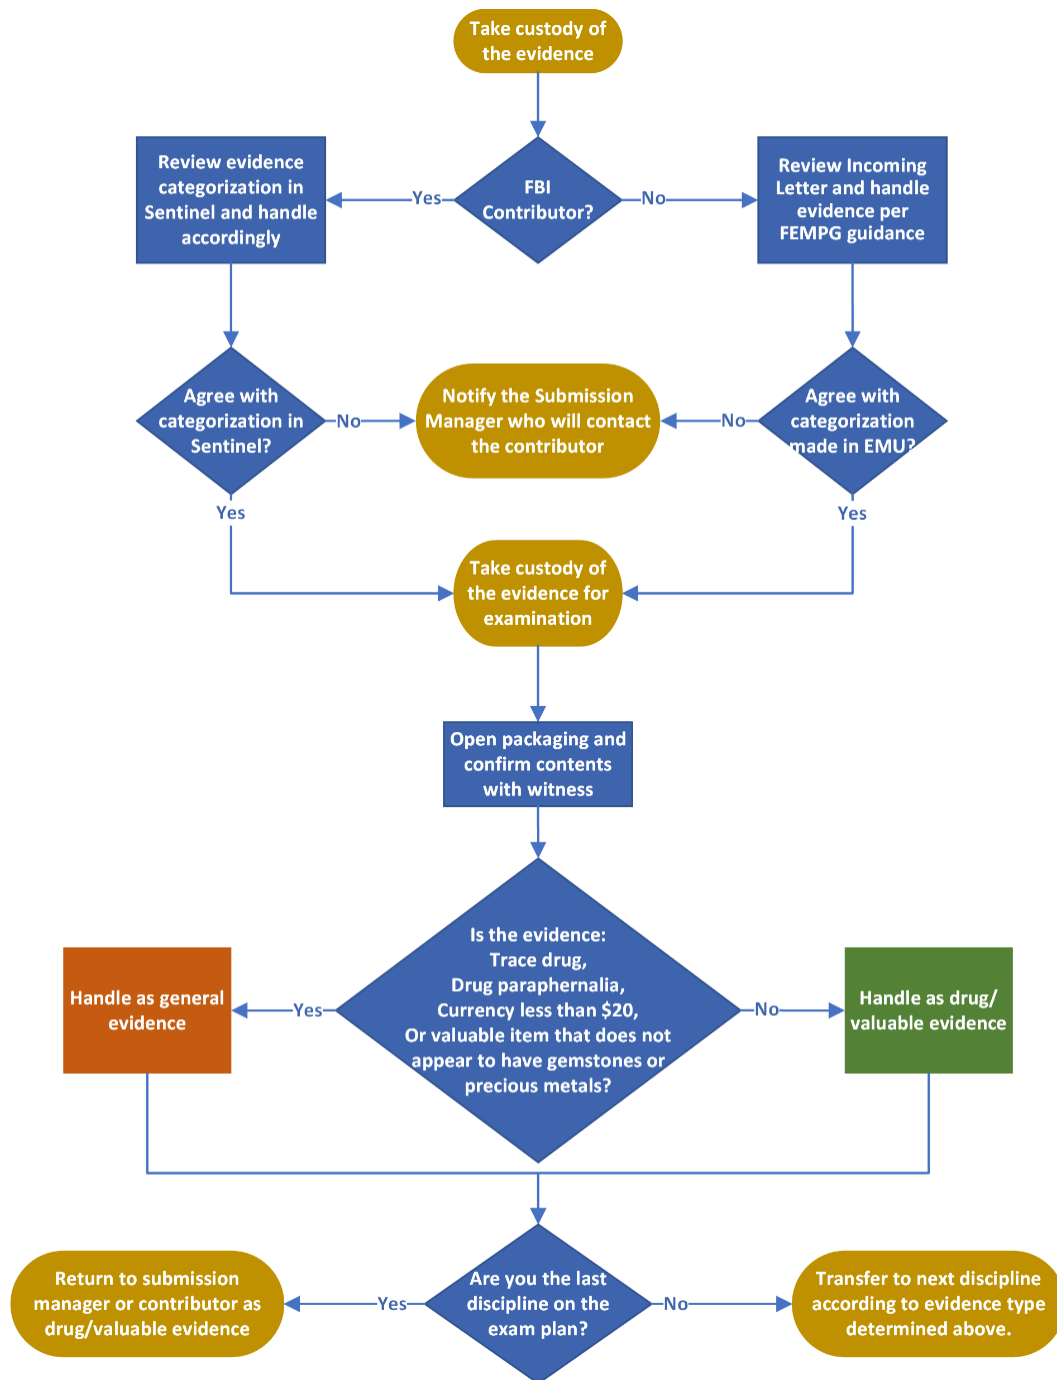 Take custody of
the evidence
Review evidence
categorization in
Sentinel and handle
accordingly
Yes
FBI
Contributor?
No
Review Incoming
Letter and handle
evidence per
FEMPG guidance
Agree with
categorization in
Sentinel?
No
Notify the Submission
Manager who will contact
the contributor
No
Agree with
categorization
made in EMU?
Yes
Yes
Take custody of
the evidence for
examination
Open packaging and
confirm contents
with witness
Is the evidence:
Trace drug,
Drug paraphernalia,
Currency less than $20,
Or valuable item that does not
appear to have gemstones or
precious metals?
Handle as general
evidence
Yes
No
Handle as drug/
valuable evidence
Return to submission
manager or contributor as
drug/valuable evidence
Yes
Are you the last
discipline on the
exam plan?
No
Transfer to next discipline
according to evidence type
determined above.